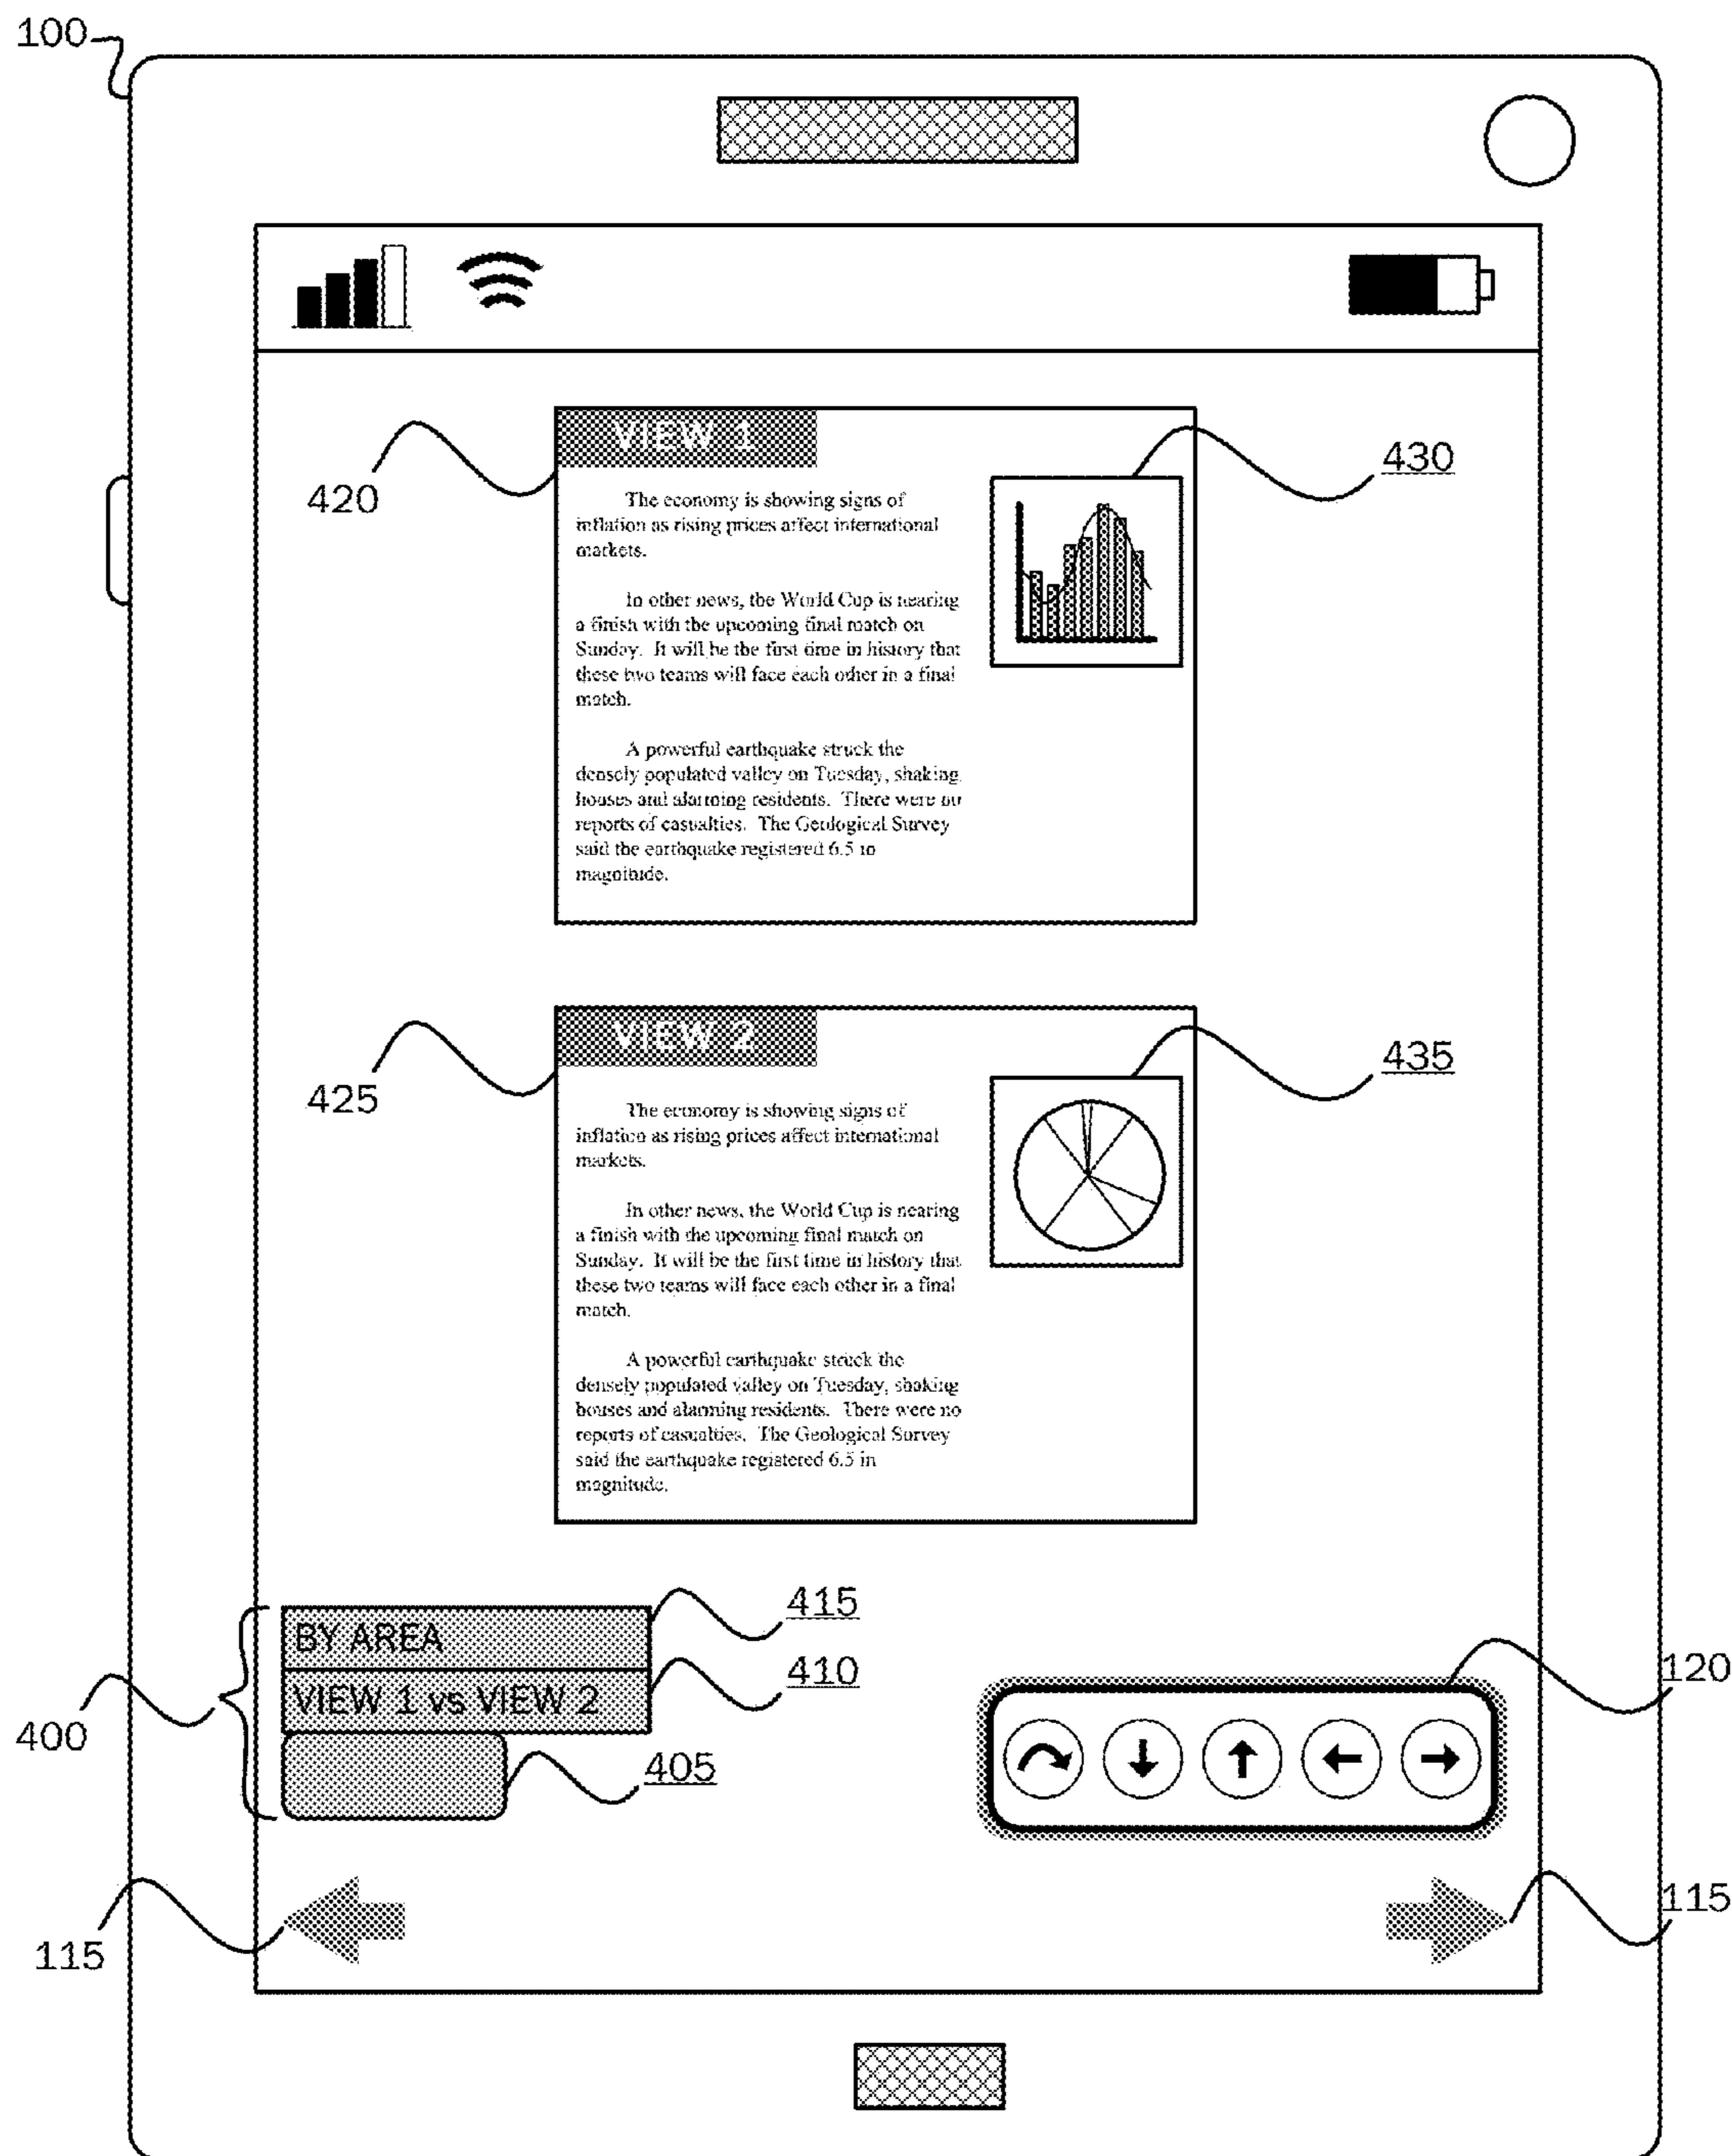 100
VIEW 1
420
430
The economy is showing signs of
inflation as rising prices affect international
markets.
In other news, the World Cup is nearing
a finish with the upcoming final match on
Sunday. It will be the first time in history that
these two teams will face each other in a final
match.
A powerful earthquake struck the
densely populated valley on Tuesday, shaking
houses and alarming residents. There were no
reports of casualties. The Geological Survey
said the earthquake registered 6.5 in
magnitude.
VIEW 2
425
435
The economy is showing signs of
inflation as rising prices affect international
markets.
In other news, the World Cup is nearing
a finish with the upcoming final match on
Sunday. It will be the first time in history that
these two teams will face each other in a final
match.
A powerful earthquake struck the
densely populated valley on Tuesday, shaking
houses and alarming residents. There were no
reports of casualties. The Geological Survey
said the earthquake registered 6.5 in
magnitude.
BY AREA
415
VIEW 1 vs VIEW 2
410
120
400
405
115
115